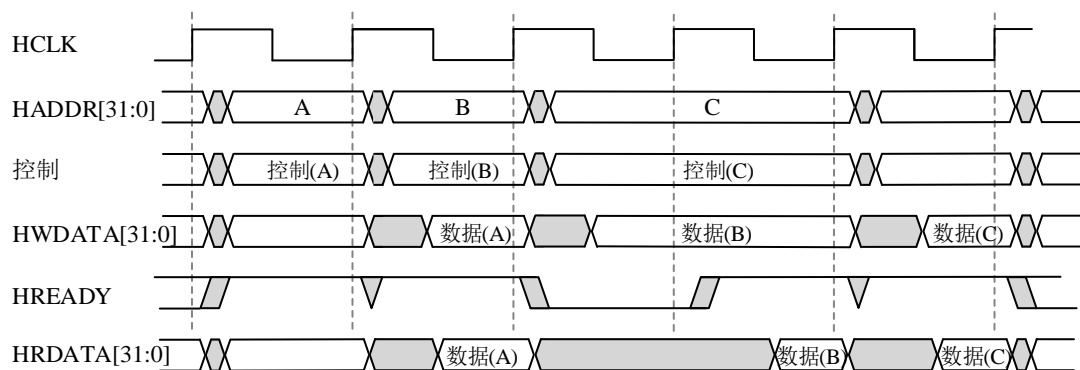 HCLK
HADDR[31:0] A B C
控制 控制(A) 控制(B) 控制(C)
HWDATA[31:0] 数据(A) 数据(B) 数据(C)
HREADY
HRDATA[31:0] 数据(A) 数据(B) 数据(C)